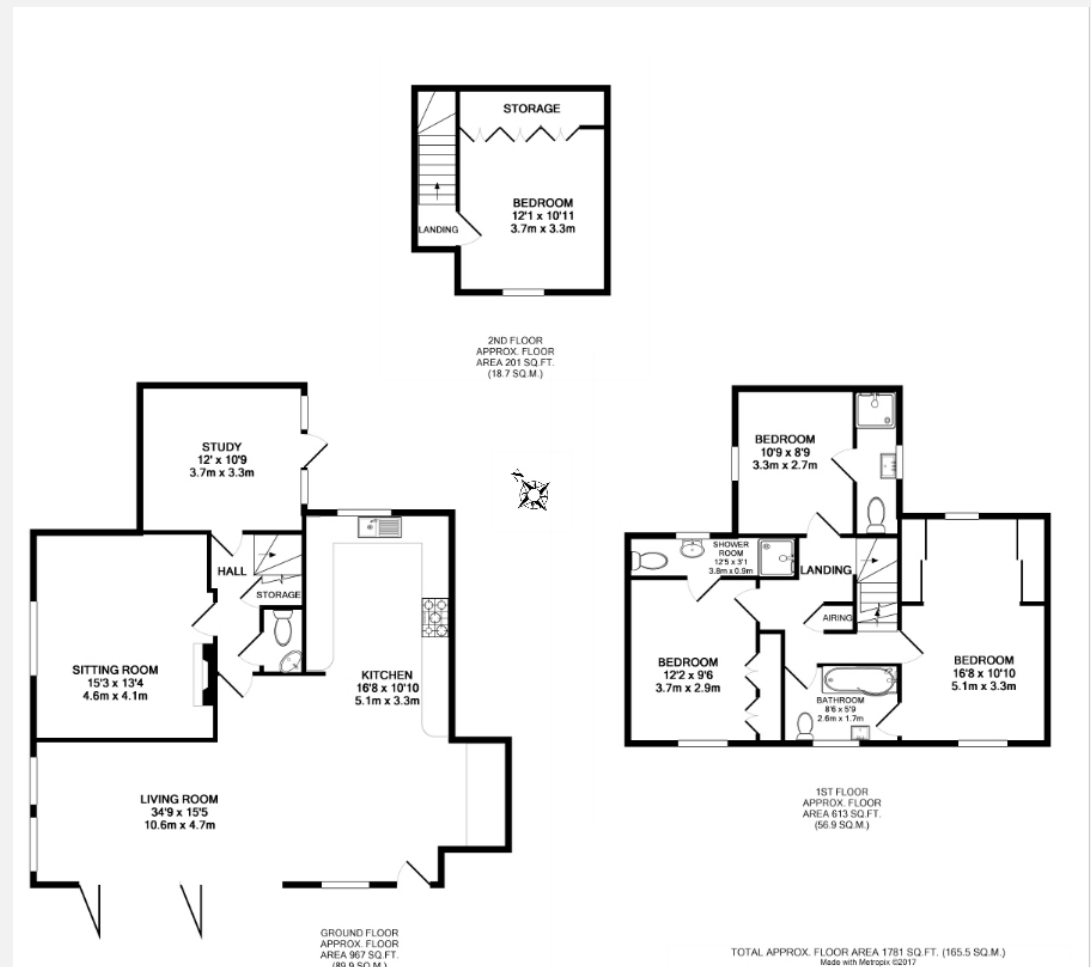 STORAGE
BEDROOM
12'1 x 10'11
3.7m x 3.3m
LANDING
2ND FLOOR
APPROX. FLOOR
AREA 201 SQ.FT.
(18.7 SQ.M.)
STUDY
12' x 10'9
3.7m x 3.3m
HALL
STORAGE
SITTING ROOM
15'3 x 13'4
4.6m x 4.1m
KITCHEN
16'8 x 10'10
5.1m x 3.3m
LIVING ROOM
34'9 x 15'5
10.6m x 4.7m
GROUND FLOOR
APPROX. FLOOR
AREA 967 SQ.FT.
(89.9 SQ.M.)
BEDROOM
10'9 x 8'9
3.3m x 2.7m
SHOWER
ROOM
12'5 x 3'1
3.8m x 0.9m
LANDING
AIRING
BEDROOM
12'2 x 9'6
3.7m x 2.9m
BATHROOM
8'6 x 5'9
2.6m x 1.7m
BEDROOM
16'8 x 10'10
5.1m x 3.3m
1ST FLOOR
APPROX. FLOOR
AREA 613 SQ.FT.
(56.9 SQ.M.)
TOTAL APPROX. FLOOR AREA 1781 SQ.FT. (165.5 SQ.M.)
Made with Metropix ©2017